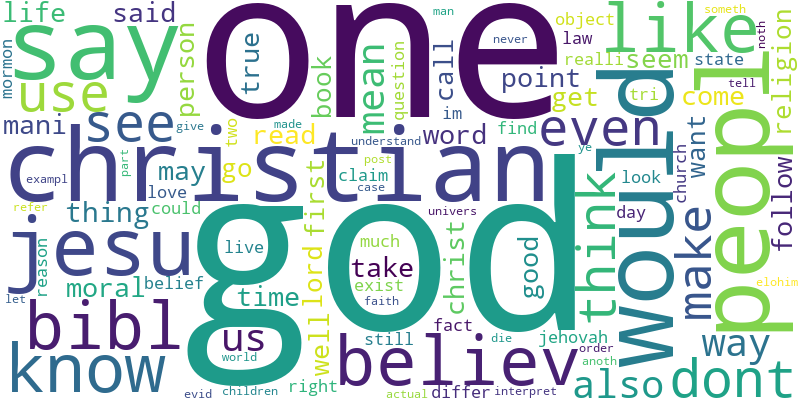 life
said
one
object
someth
man
like
say
mormon
person
true
never
law
noth
use
book
mean
question
call
im
point
realli
seem
state
religion
get
tri
come
tell
mani
see
give
two
made
read
understand
word
find
even
would
peopl
christian
exampl
part
may
go
post
case
claim
ye
look
church
want
think
love
jesu
thing
could
god
first
univers
day
make
follow
refer
reason
moral
belief
live
much
take
christ
good
elohim
let
time
lord
exist
faith
bibl
us
well
fact
jehovah
know
world
still
believ
die
order
anoth
way
evid
children
right
actual
differ
interpret
also
dont